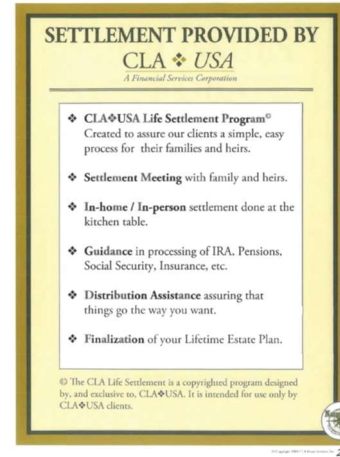 SETTLEMENT PROVIDED BY
CLA❖USA
A Financial Services Corporation
❖ CLA❖USA Life Settlement Program©
Created to assure our clients a simple, easy
process for their families and heirs.
❖ Settlement Meeting with family and heirs.
❖ In-home / In-person settlement done at the
kitchen table.
❖ Guidance in processing of IRA, Pensions,
Social Security, Insurance, etc.
❖ Distribution Assistance assuring that
things go the way you want.
❖ Finalization of your Lifetime Estate Plan.
© The CLA Life Settlement is a copyrighted program designed
by, and exclusive to, CLA❖USA. It is intended for use only by
CLA❖USA clients.